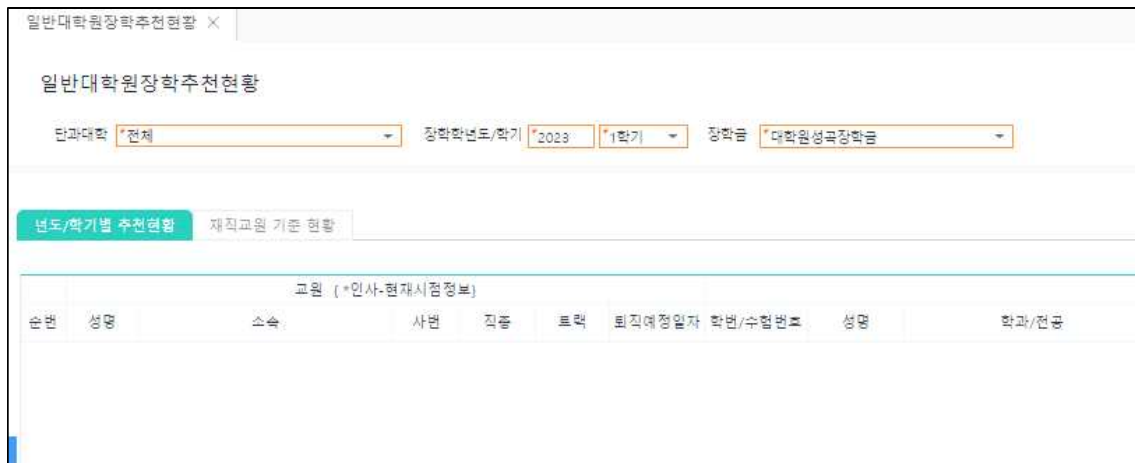 일반대학원장학추천현황 ×
일반대학원장학추천현황
단과대학 *전체 장학학년도/학기 *2023 *1학기 장학금 *대학원성곡장학금
년도/학기별 추천현황 재직교원 기준 현황
교원 (*인사-현재시점정보)
순번 성명 소속 사번 직종 트랙 퇴직예정일자 학번/수험번호 성명 학과/전공